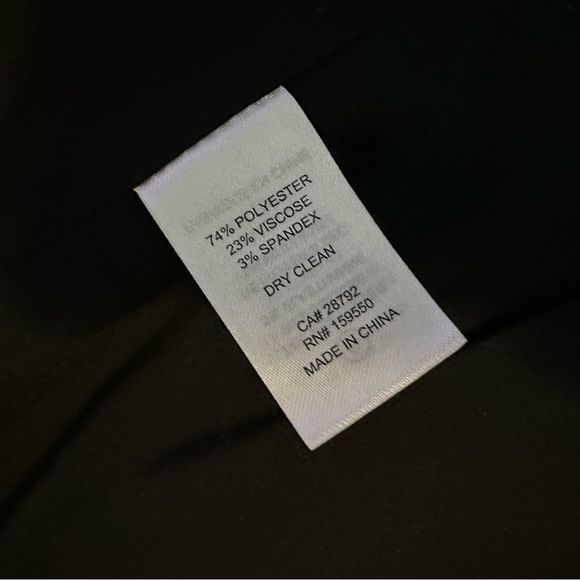 74% POLYESTER
23% VISCOSE
3% SPANDEX
DRY CLEAN
CA# 28792
RN# 159550
MADE IN CHINA